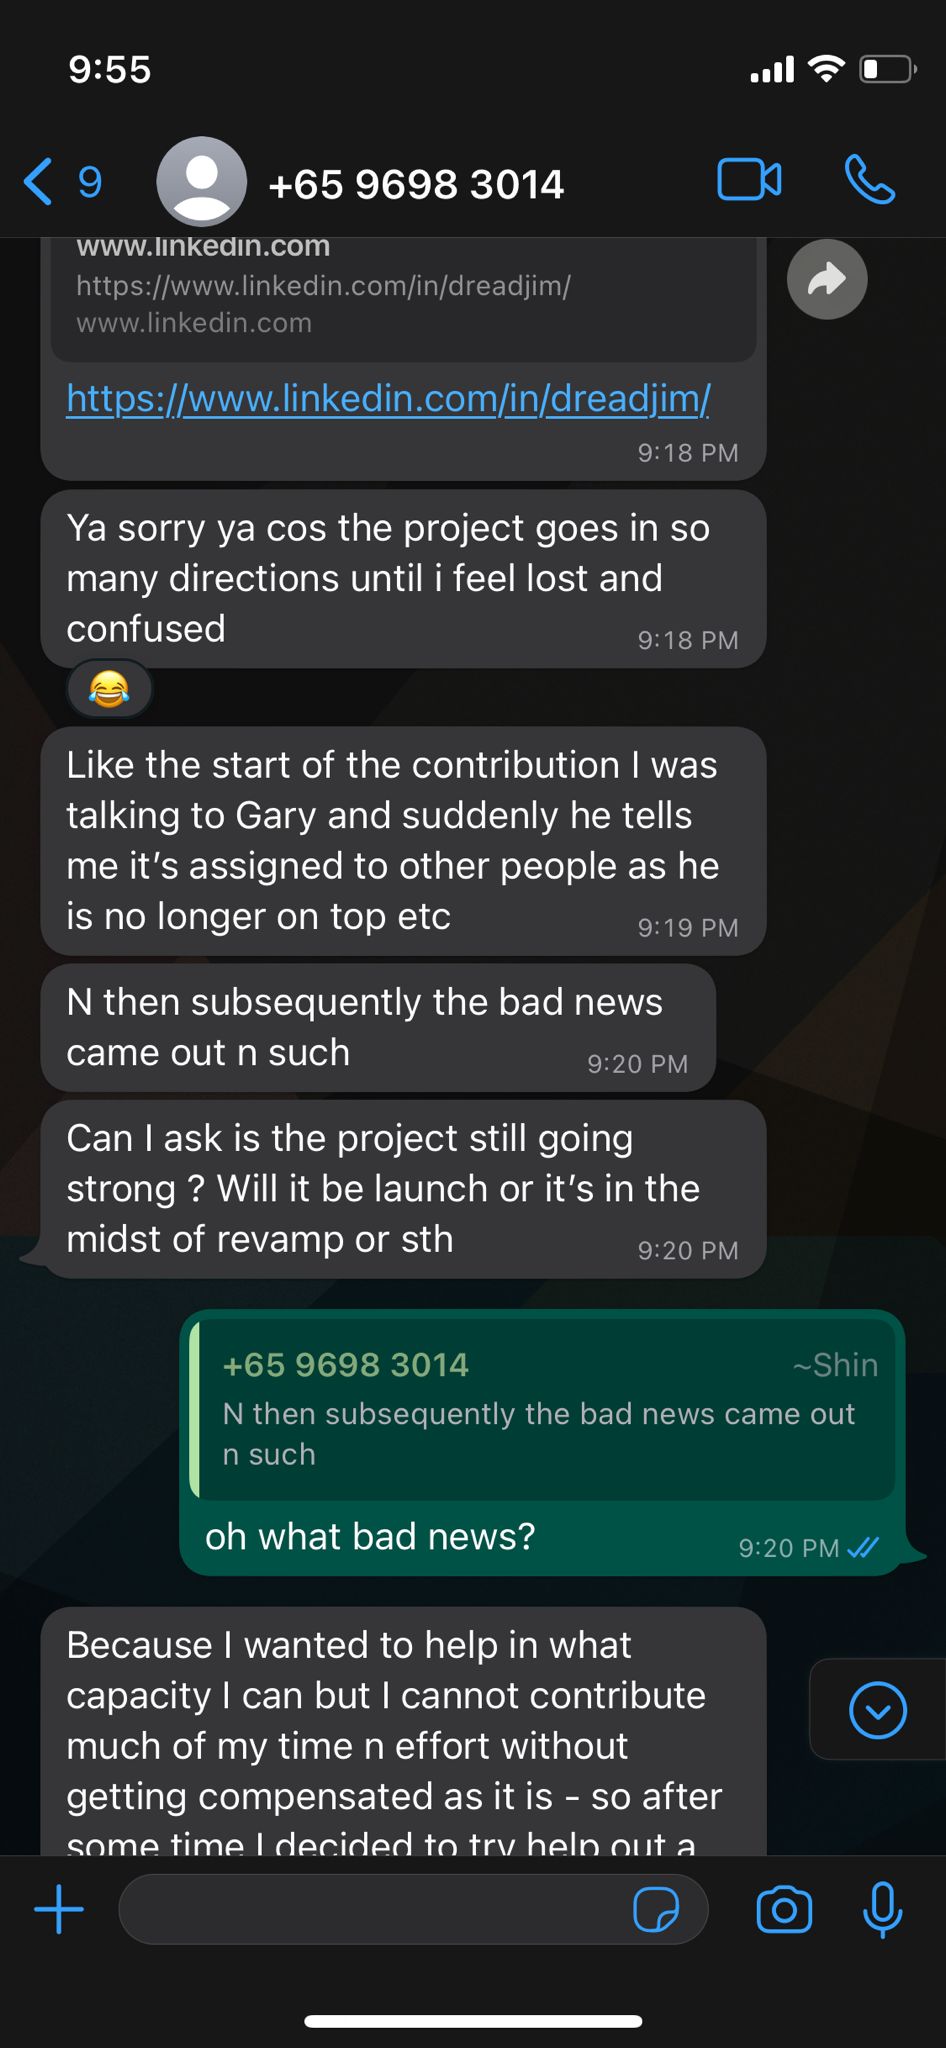 9:55
9
+65 9698 3014
www.linkedin.com
https://www.linkedin.com/in/dreadjim/
www.linkedin.com
https://www.linkedin.com/in/dreadjim/
9:18 PM
Ya sorry ya cos the project goes in so
many directions until i feel lost and
confused
9:18 PM
Like the start of the contribution I was
talking to Gary and suddenly he tells
me it’s assigned to other people as he
is no longer on top etc
9:19 PM
N then subsequently the bad news
came out n such
9:20 PM
Can I ask is the project still going
strong ? Will it be launch or it’s in the
midst of revamp or sth
9:20 PM
+65 9698 3014
~Shin
N then subsequently the bad news came out
n such
oh what bad news?
9:20 PM
Because I wanted to help in what
capacity I can but I cannot contribute
much of my time n effort without
getting compensated as it is - so after
some time I decided to try help out a